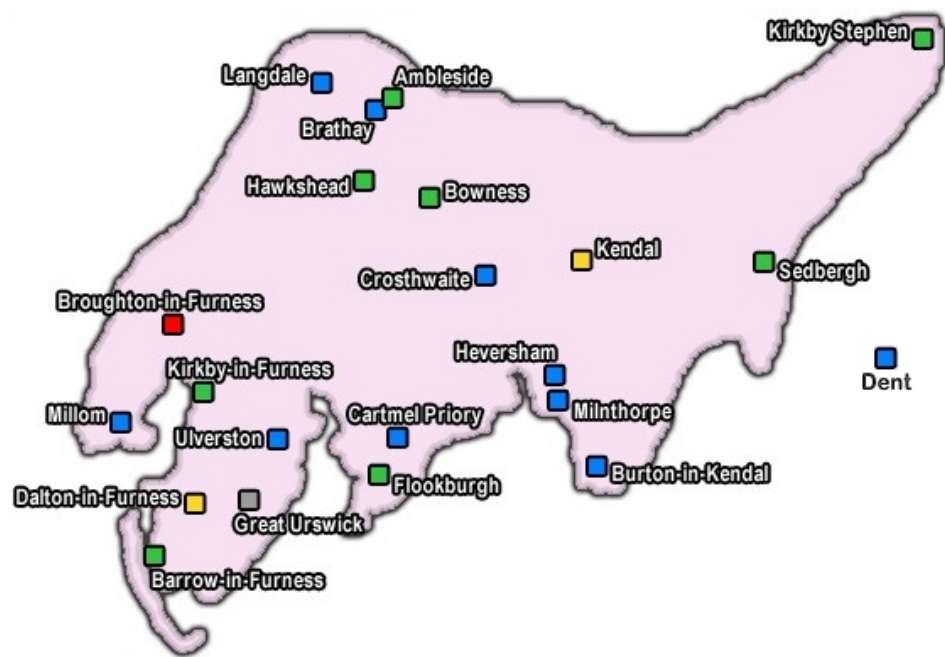 Kirkby Stephen
Langdale
Ambleside
Brathay
Hawkshead
Bowness
Kendal
Crosthwaite
Sedbergh
Broughton-in-Furness
Heversham
Kirkby-in-Furness
Dent
Millom
Cartmel Priory
Milnthorpe
Ulverston
Burton-in-Kendal
Flookburgh
Dalton-in-Furness
Great Urswick
Barrow-in-Furness